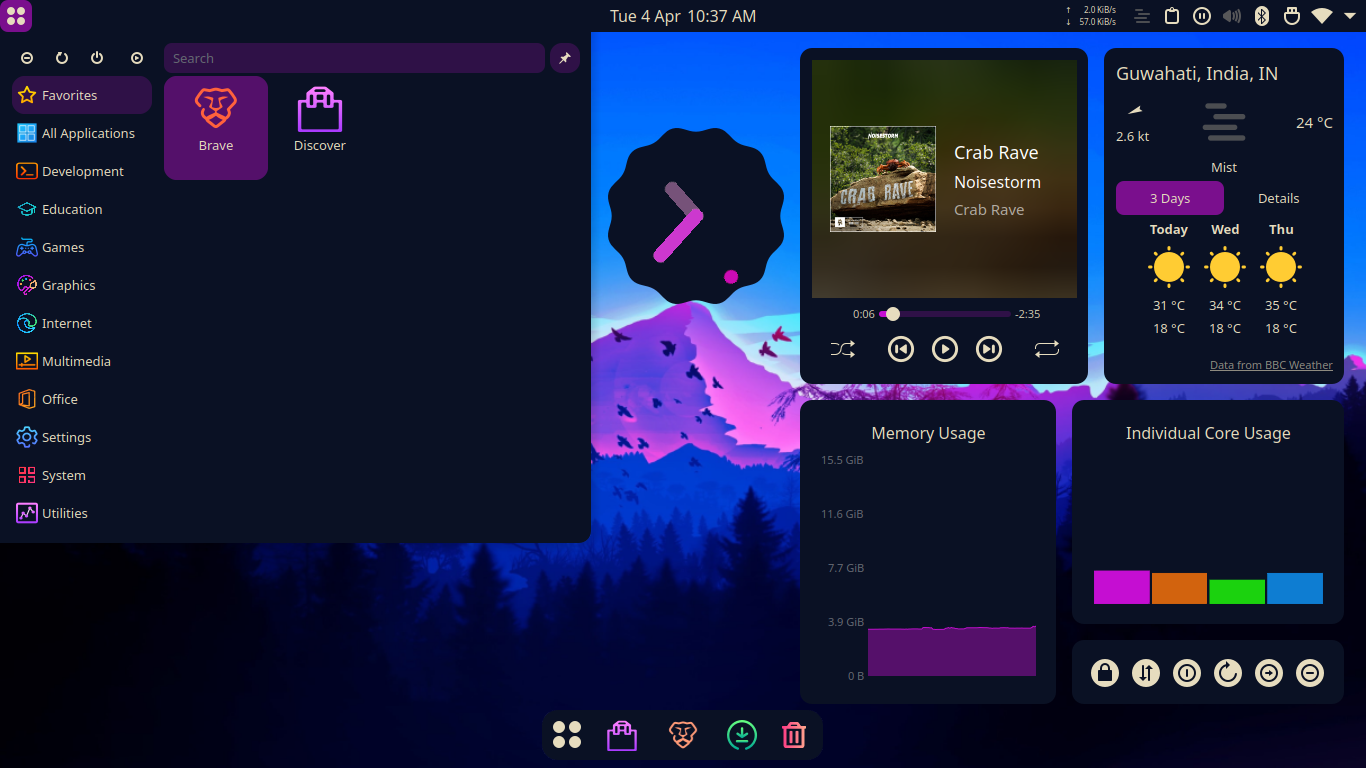 Tue 4 Apr 10:37 AM
↑ 2.0 KiB/s
↓ 57.0 KiB/s
Search
Favorites
All Applications
Development
Education
Games
Graphics
Internet
Multimedia
Office
Settings
System
Utilities
Brave
Discover
NOISESTORM
CRAB RAVE
Crab Rave
Noisestorm
Crab Rave
0:06
-2:35
Guwahati, India, IN
2.6 kt
24 °C
Mist
3 Days
Details
Today Wed Thu
31 °C 34 °C 35 °C
18 °C 18 °C 18 °C
Data from BBC Weather
Memory Usage
15.5 GiB
11.6 GiB
7.7 GiB
3.9 GiB
0 B
Individual Core Usage